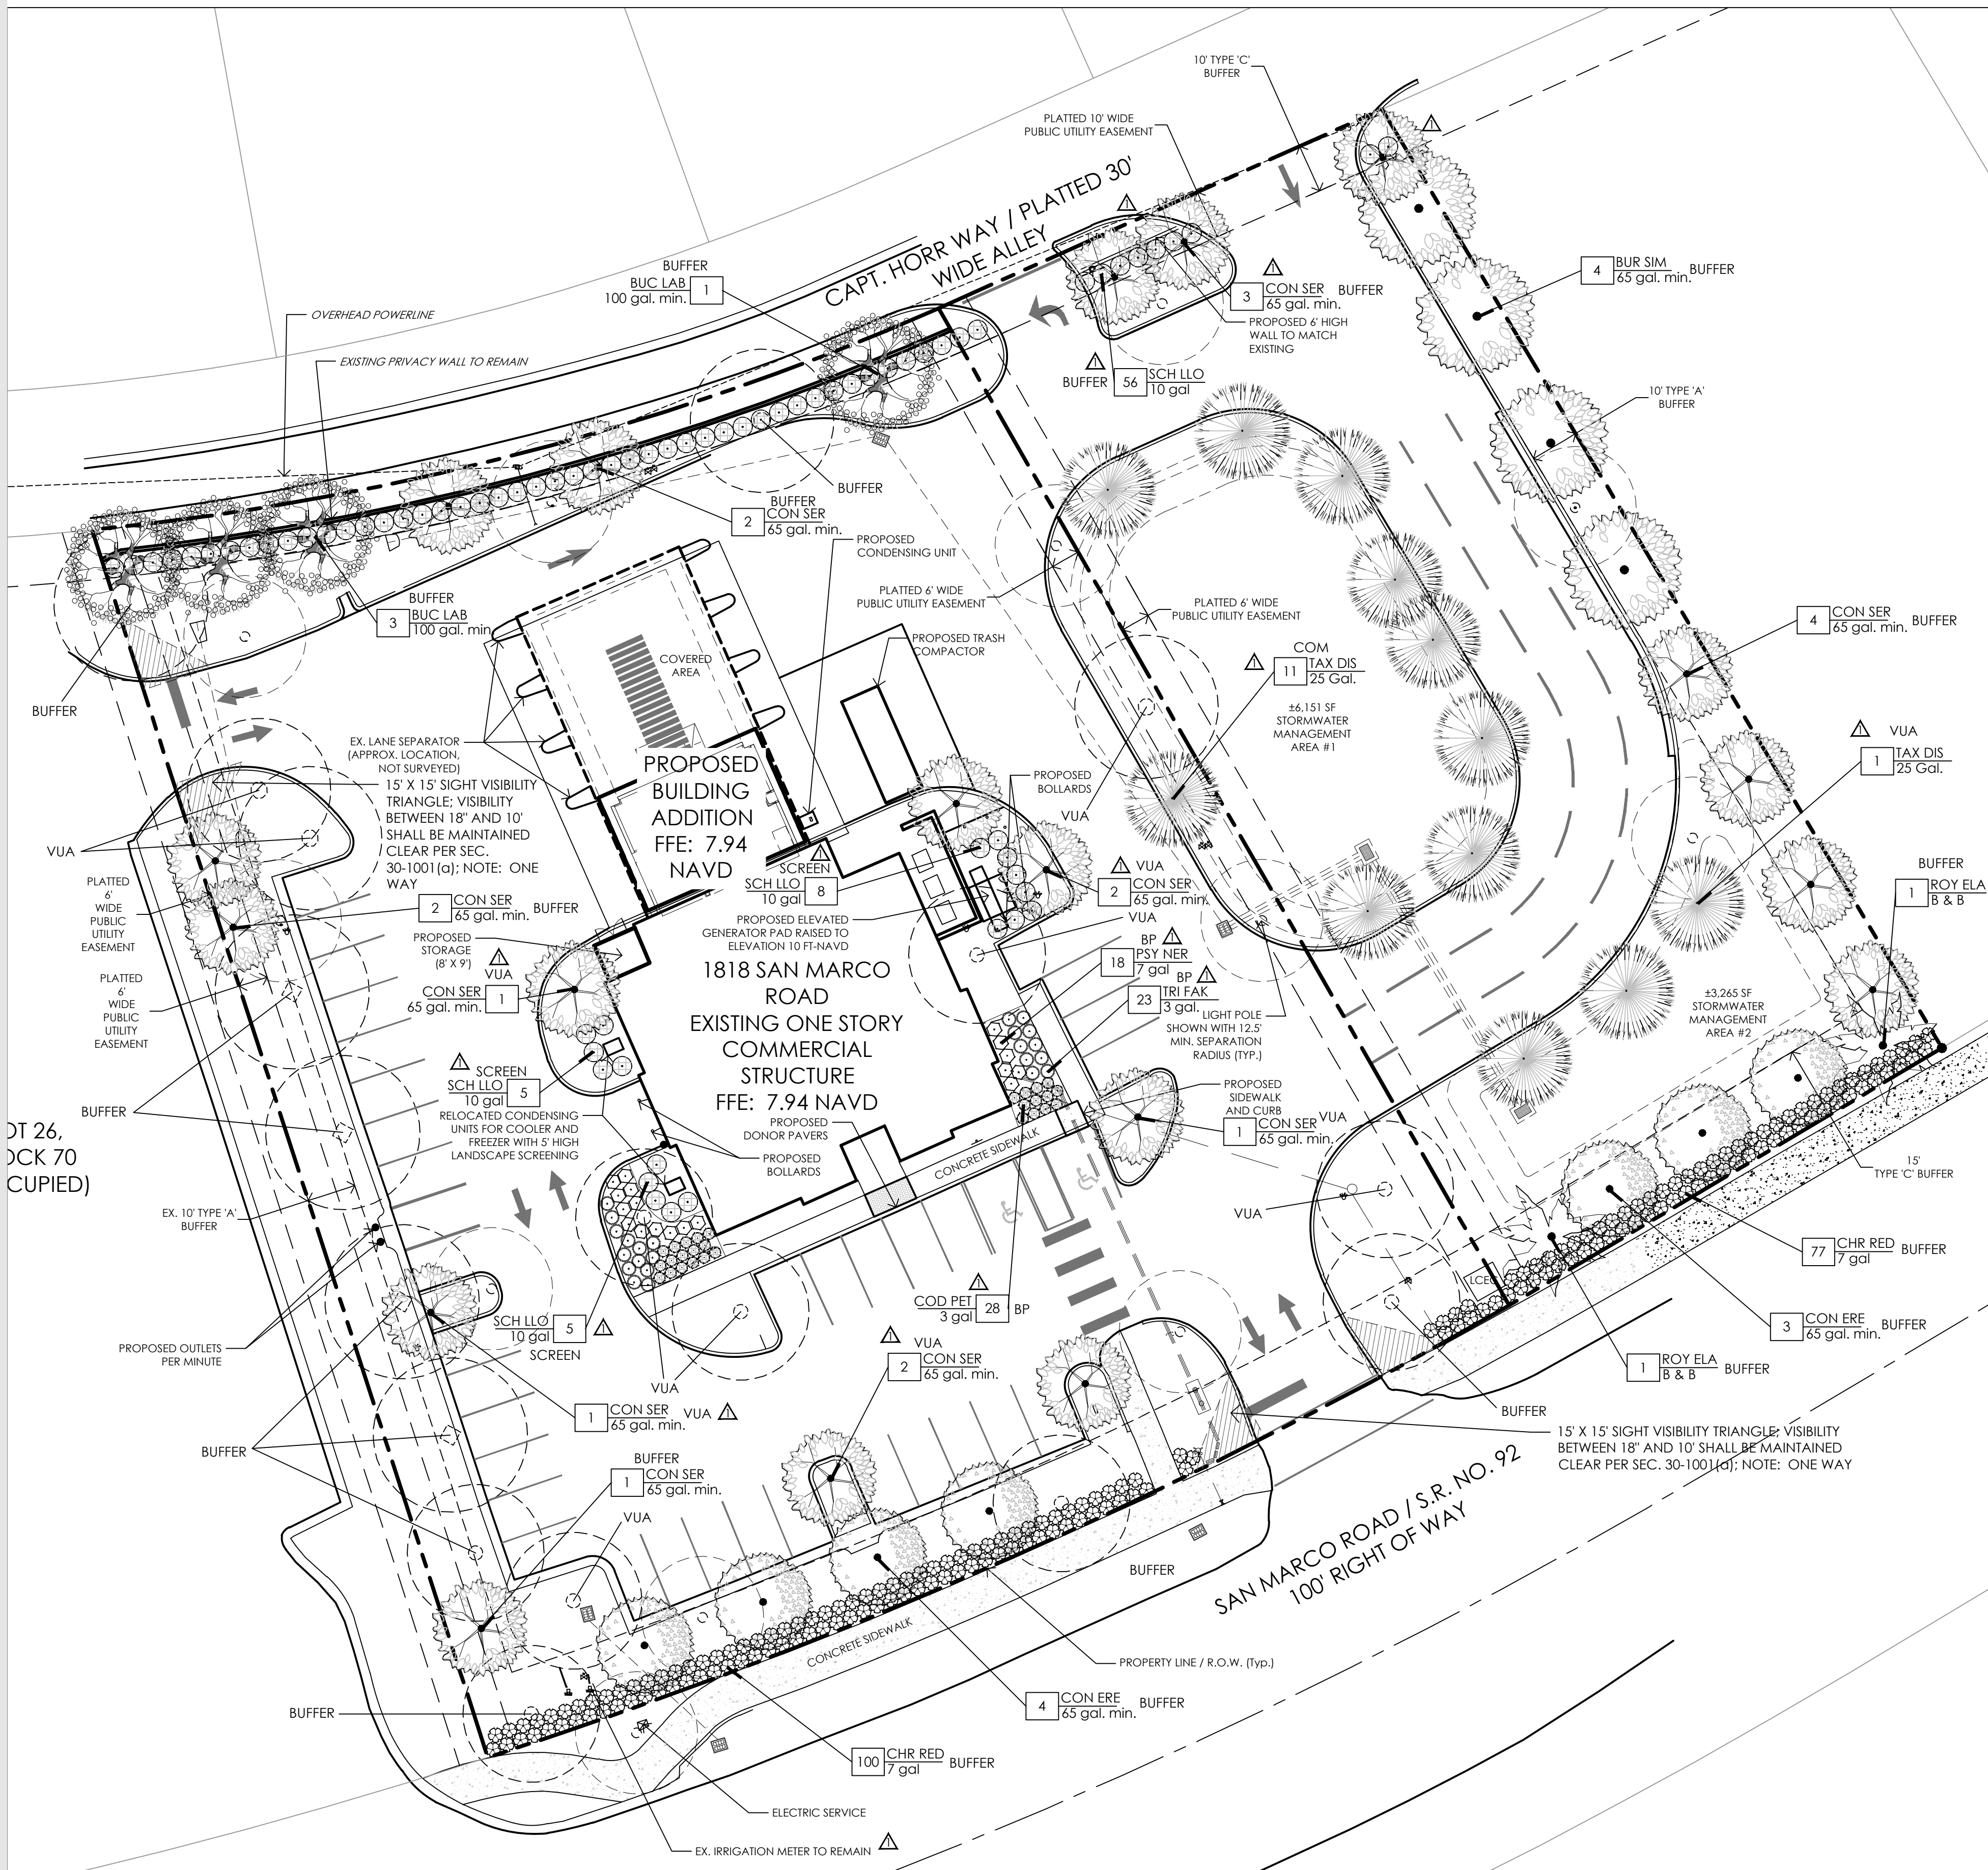 10' TYPE 'C'
BUFFER
PLATTED 10' WIDE
PUBLIC UTILITY EASEMENT
1
1
CAPT. HORR WAY / PLATTED 30'
WIDE ALLEY
BUFFER
BUC LAB
100 gal. min.
1
4
BUR SIM
65 gal. min.
BUFFER
1
3
CON SER
65 gal. min.
BUFFER
PROPOSED 6' HIGH
WALL TO MATCH
EXISTING
OVERHEAD POWERLINE
EXISTING PRIVACY WALL TO REMAIN
1
BUFFER
56
SCH LLO
10 gal
10' TYPE 'A'
BUFFER
BUFFER
BUFFER
2
CON SER
65 gal. min.
PROPOSED
CONDENSING UNIT
PLATTED 6' WIDE
PUBLIC UTILITY EASEMENT
PLATTED 6' WIDE
PUBLIC UTILITY EASEMENT
BUFFER
3
BUC LAB
100 gal. min.
4
CON SER
65 gal. min.
BUFFER
PROPOSED TRASH
COMPACTOR
COVERED
AREA
COM
1
11
TAX DIS
25 Gal.
±6,151 SF
STORMWATER
MANAGEMENT
AREA #1
BUFFER
1
VUA
1
TAX DIS
25 Gal.
EX. LANE SEPARATOR
(APPROX. LOCATION,
NOT SURVEYED)
15' X 15' SIGHT VISIBILITY
TRIANGLE; VISIBILITY
BETWEEN 18" AND 10'
SHALL BE MAINTAINED
CLEAR PER SEC.
30-1001(a); NOTE: ONE
WAY
PROPOSED
BUILDING
ADDITION
FFE: 7.94
NAVD
PROPOSED
BOLLARDS
VUA
VUA
BUFFER
1
ROY ELA
B & B
PLATTED
6'
WIDE
PUBLIC
UTILITY
EASEMENT
1
SCREEN
SCH LLO
10 gal
8
1
VUA
2
CON SER
65 gal. min.
VUA
2
CON SER
65 gal. min.
BUFFER
PROPOSED ELEVATED
GENERATOR PAD RAISED TO
ELEVATION 10 FT-NAVD
PROPOSED
STORAGE
(8' X 9')
BP
1
18
PSY NER
7 gal
BP
1
23
TRI FAK
3 gal.
PLATTED
6'
WIDE
PUBLIC
UTILITY
EASEMENT
1
VUA
CON SER
65 gal. min.
1
1818 SAN MARCO
ROAD
EXISTING ONE STORY
COMMERCIAL
STRUCTURE
FFE: 7.94 NAVD
LIGHT POLE
SHOWN WITH 12.5'
MIN. SEPARATION
RADIUS (TYP.)
±3,265 SF
STORMWATER
MANAGEMENT
AREA #2
1
SCREEN
SCH LLO
10 gal
5
RELOCATED CONDENSING
UNITS FOR COOLER AND
FREEZER WITH 5' HIGH
LANDSCAPE SCREENING
PROPOSED
DONOR PAVERS
PROPOSED
BOLLARDS
CONCRETE SIDEWALK
PROPOSED
SIDEWALK
AND CURB
1
CON SER
65 gal. min.
VUA
BUFFER
OT 26,
OCK 70
CUPIED)
15'
TYPE 'C' BUFFER
EX. 10' TYPE 'A'
BUFFER
VUA
77
CHR RED
7 gal
BUFFER
LCEC
1
COD PET
3 gal
28
BP
SCH LLO
10 gal
5
1
SCREEN
PROPOSED OUTLETS
PER MINUTE
3
CON ERE
65 gal. min.
BUFFER
1
VUA
2
CON SER
65 gal. min.
1
ROY ELA
B & B
BUFFER
VUA
1
CON SER
65 gal. min.
VUA
1
BUFFER
BUFFER
15' X 15' SIGHT VISIBILITY TRIANGLE; VISIBILITY
BETWEEN 18" AND 10' SHALL BE MAINTAINED
CLEAR PER SEC. 30-1001(a); NOTE: ONE WAY
BUFFER
1
CON SER
65 gal. min.
VUA
BUFFER
SAN MARCO ROAD / S.R. NO. 92
100' RIGHT OF WAY
CONCRETE SIDEWALK
PROPERTY LINE / R.O.W. (Typ.)
4
CON ERE
65 gal. min.
BUFFER
BUFFER
100
CHR RED
7 gal
BUFFER
ELECTRIC SERVICE
EX. IRRIGATION METER TO REMAIN
1